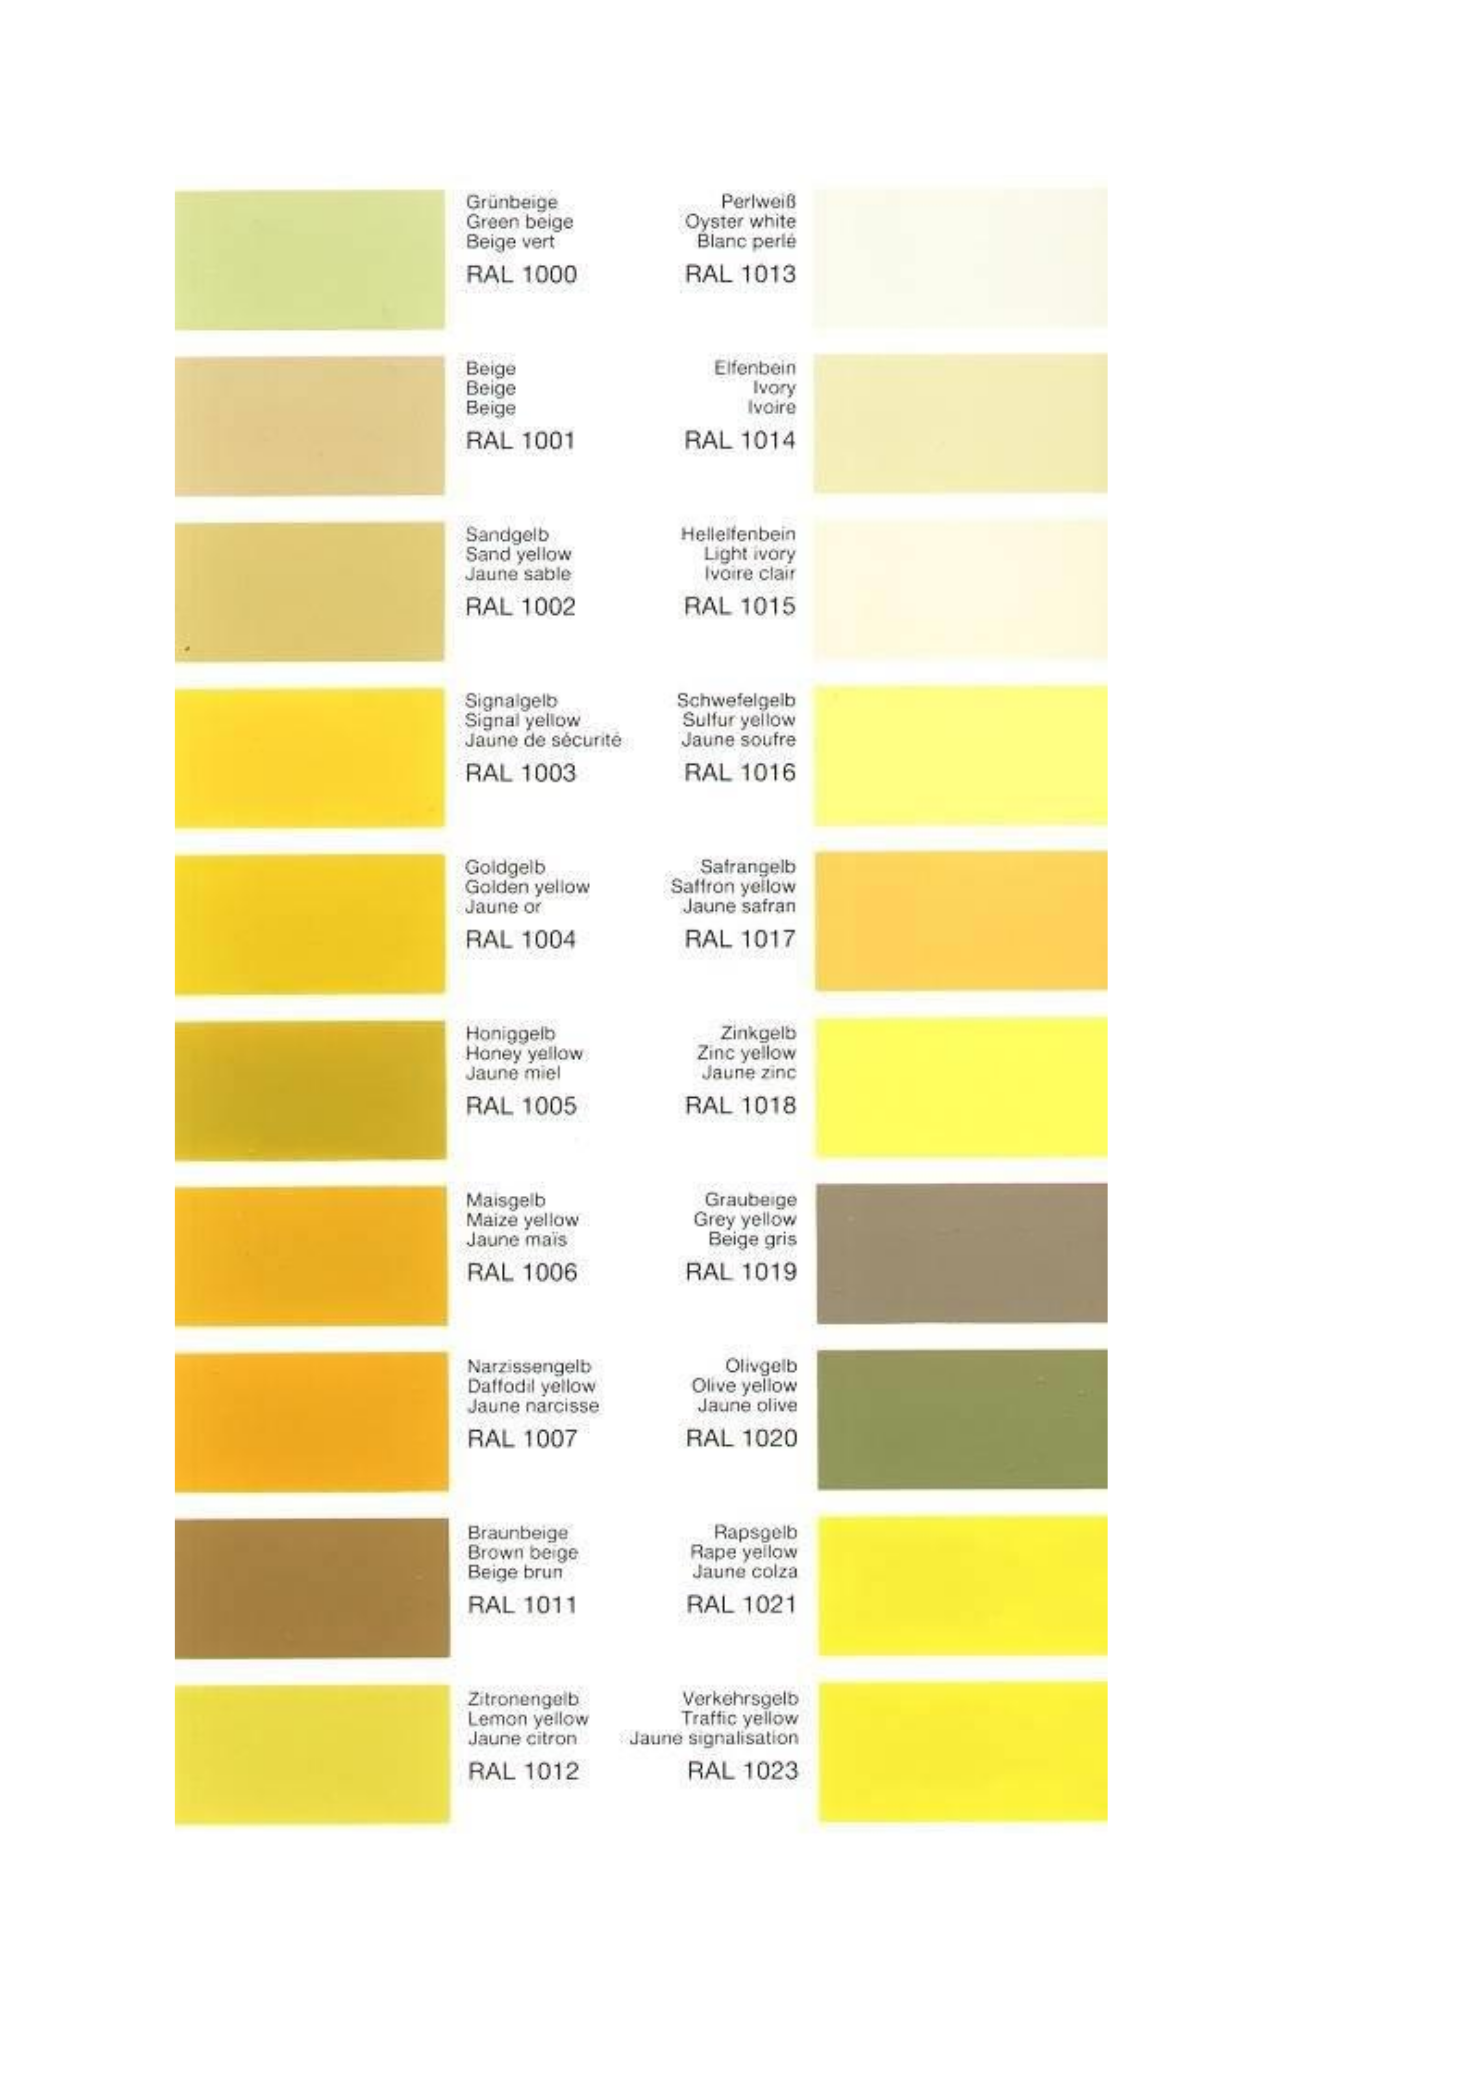 Grünbeige
Green beige
Beige vert
RAL 1000
Perlweiß
Oyster white
Blanc perlé
RAL 1013
Beige
Beige
Beige
RAL 1001
Elfenbein
Ivory
Ivoire
RAL 1014
Sandgelb
Sand yellow
Jaune sable
RAL 1002
Hellelfenbein
Light ivory
Ivoire clair
RAL 1015
Signalgelb
Signal yellow
Jaune de sécurité
RAL 1003
Schwefelgelb
Sulfur yellow
Jaune soufre
RAL 1016
Goldgelb
Golden yellow
Jaune or
RAL 1004
Safrangelb
Saffron yellow
Jaune safran
RAL 1017
Honiggelb
Honey yellow
Jaune miel
RAL 1005
Zinkgelb
Zinc yellow
Jaune zinc
RAL 1018
Maisgelb
Maize yellow
Jaune maïs
RAL 1006
Graubeige
Grey yellow
Beige gris
RAL 1019
Narzissengelb
Daffodil yellow
Jaune narcisse
RAL 1007
Olivgelb
Olive yellow
Jaune olive
RAL 1020
Braunbeige
Brown beige
Beige brun
RAL 1011
Rapsgelb
Rape yellow
Jaune colza
RAL 1021
Zitronengelb
Lemon yellow
Jaune citron
RAL 1012
Verkehrsgelb
Traffic yellow
Jaune signalisation
RAL 1023